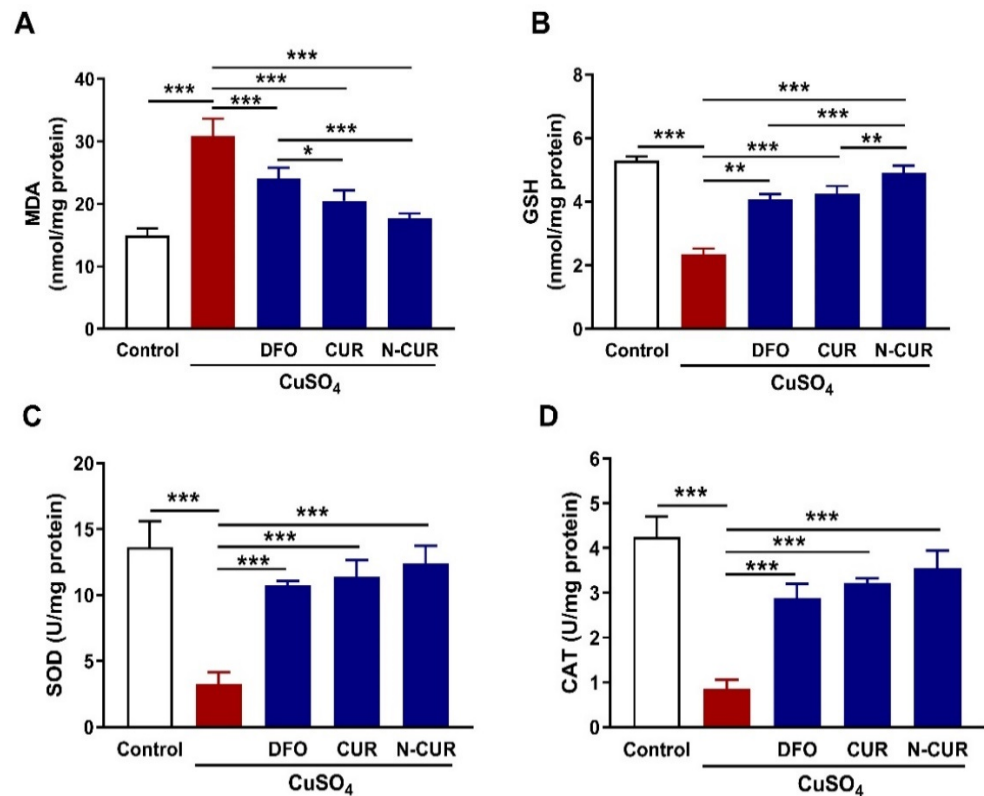 A
MDA
(nmol/mg protein)
40
30
20
10
0
***
***
***
***
***
*
Control
DFO
CUR
N-CUR
CuSO₄
B
GSH
(nmol/mg protein)
8
6
4
2
0
***
***
***
***
**
**
Control
DFO
CUR
N-CUR
CuSO₄
C
SOD (U/mg protein)
20
15
10
5
0
***
***
***
***
Control
DFO
CUR
N-CUR
CuSO₄
D
CAT (U/mg protein)
6
5
4
3
2
1
0
***
***
***
***
Control
DFO
CUR
N-CUR
CuSO₄